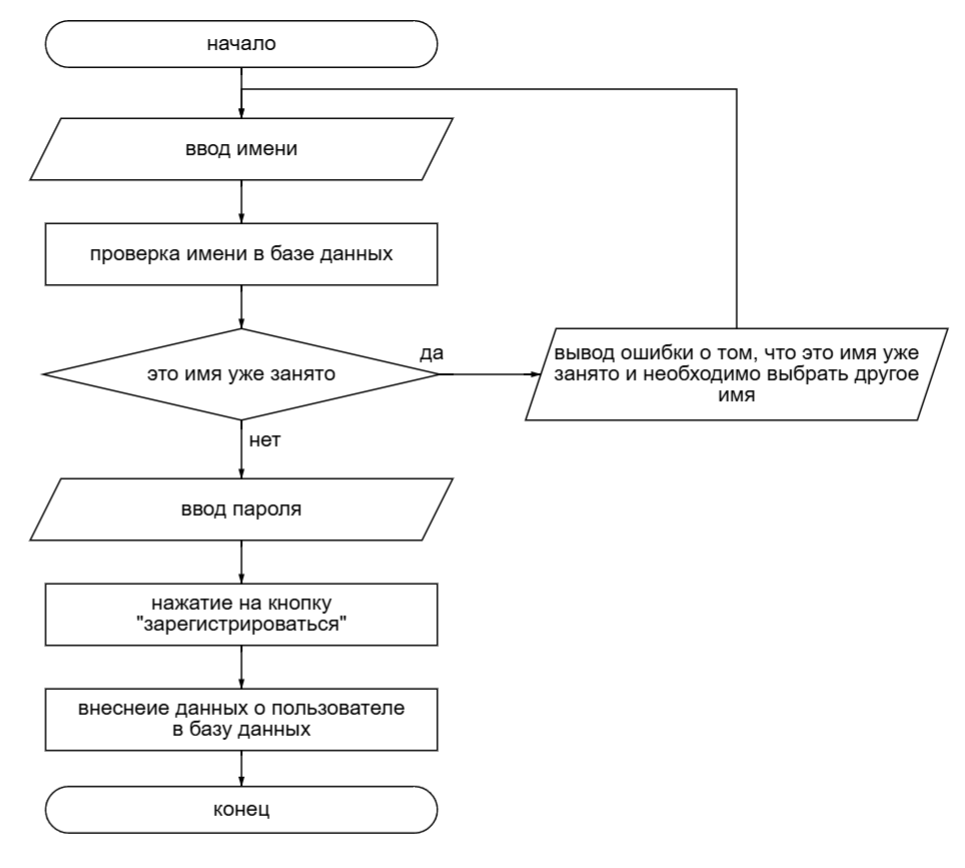 начало
ввод имени
проверка имени в базе данных
это имя уже занято
да
вывод ошибки о том, что это имя уже
занято и необходимо выбрать другое
имя
нет
ввод пароля
нажатие на кнопку
"зарегистрироваться"
внеснеие данных о пользователе
в базу данных
конец